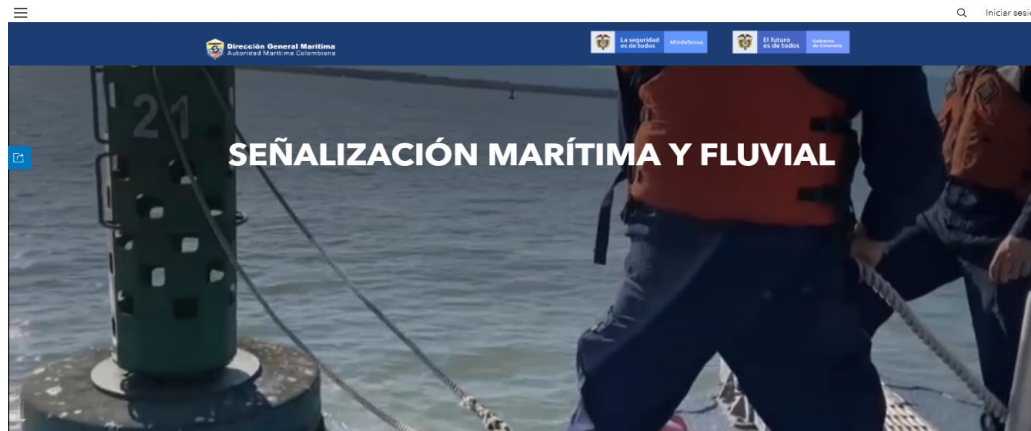 Iniciar sesió
Dirección General Marítima
Autoridad Marítima Colombiana
La seguridad
es de todos
Mindefensa
El futuro
es de todos
Gobierno
de Colombia
21
SEÑALIZACIÓN MARÍTIMA Y FLUVIAL